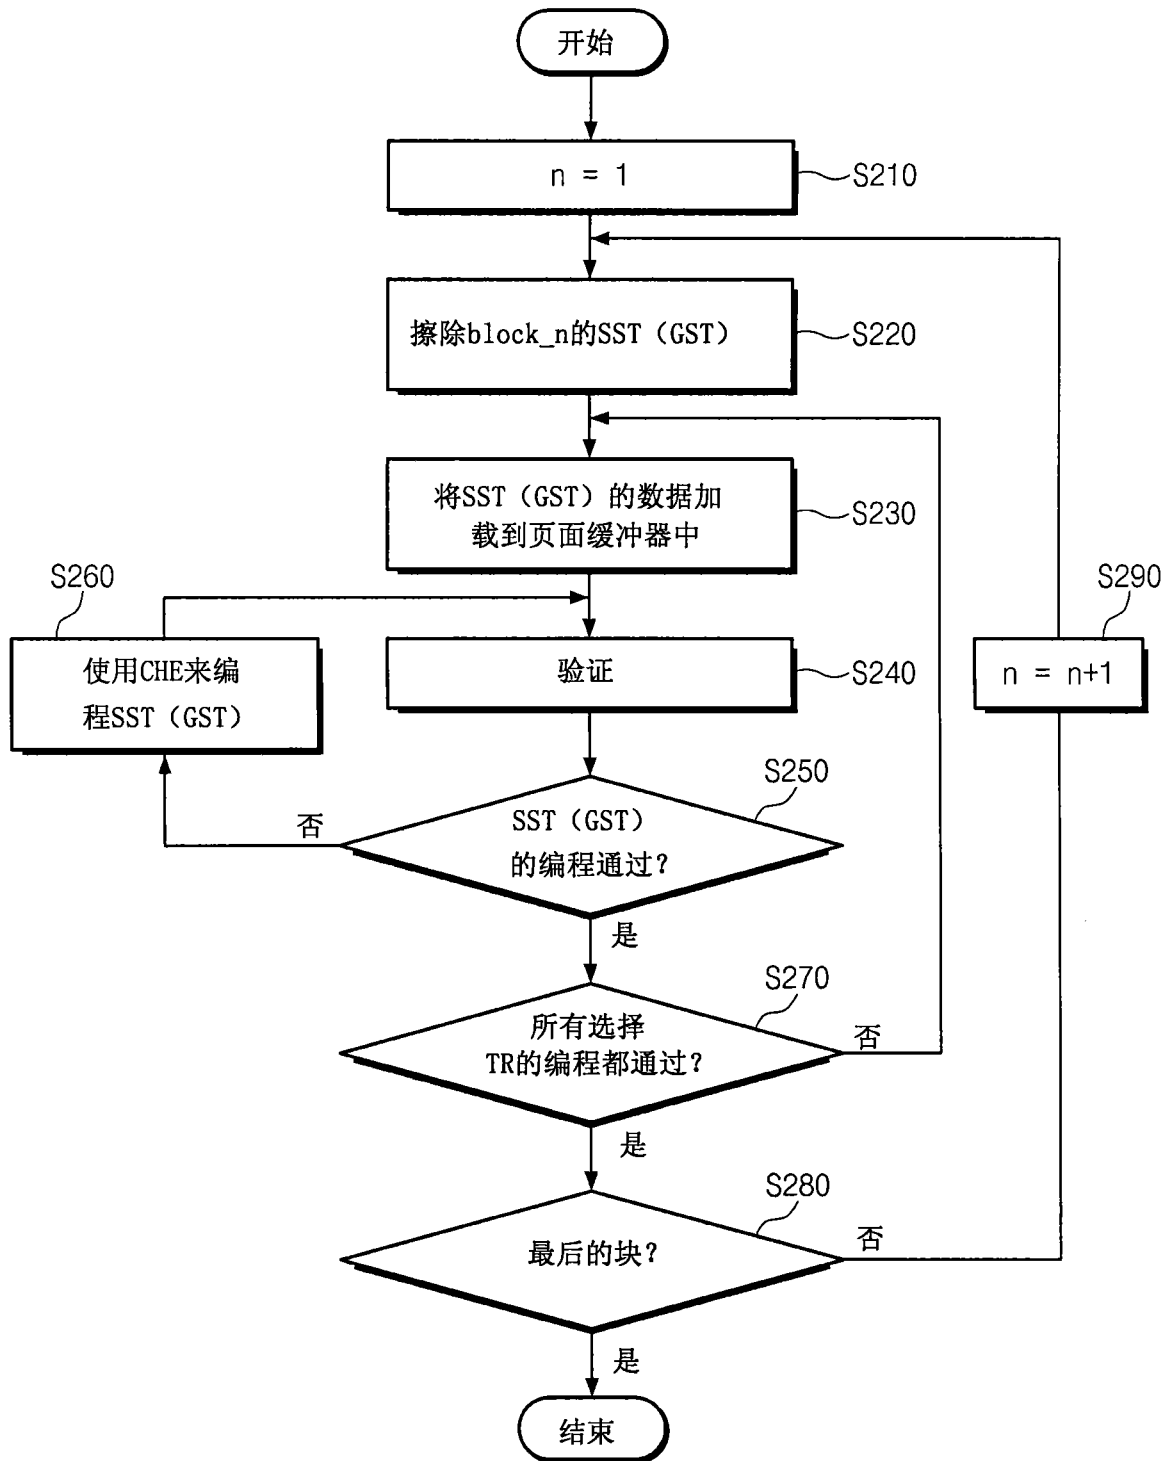 开始
n = 1
S210
擦除block_n的SST（GST）
S220
将SST（GST）的数据加
载到页面缓冲器中
S230
S260
使用CHE来编
程SST（GST）
验证
S240
S290
n = n+1
S250
SST（GST）
的编程通过？
否
是
S270
所有选择
TR的编程都通过？
否
是
S280
最后的块？
否
是
结束